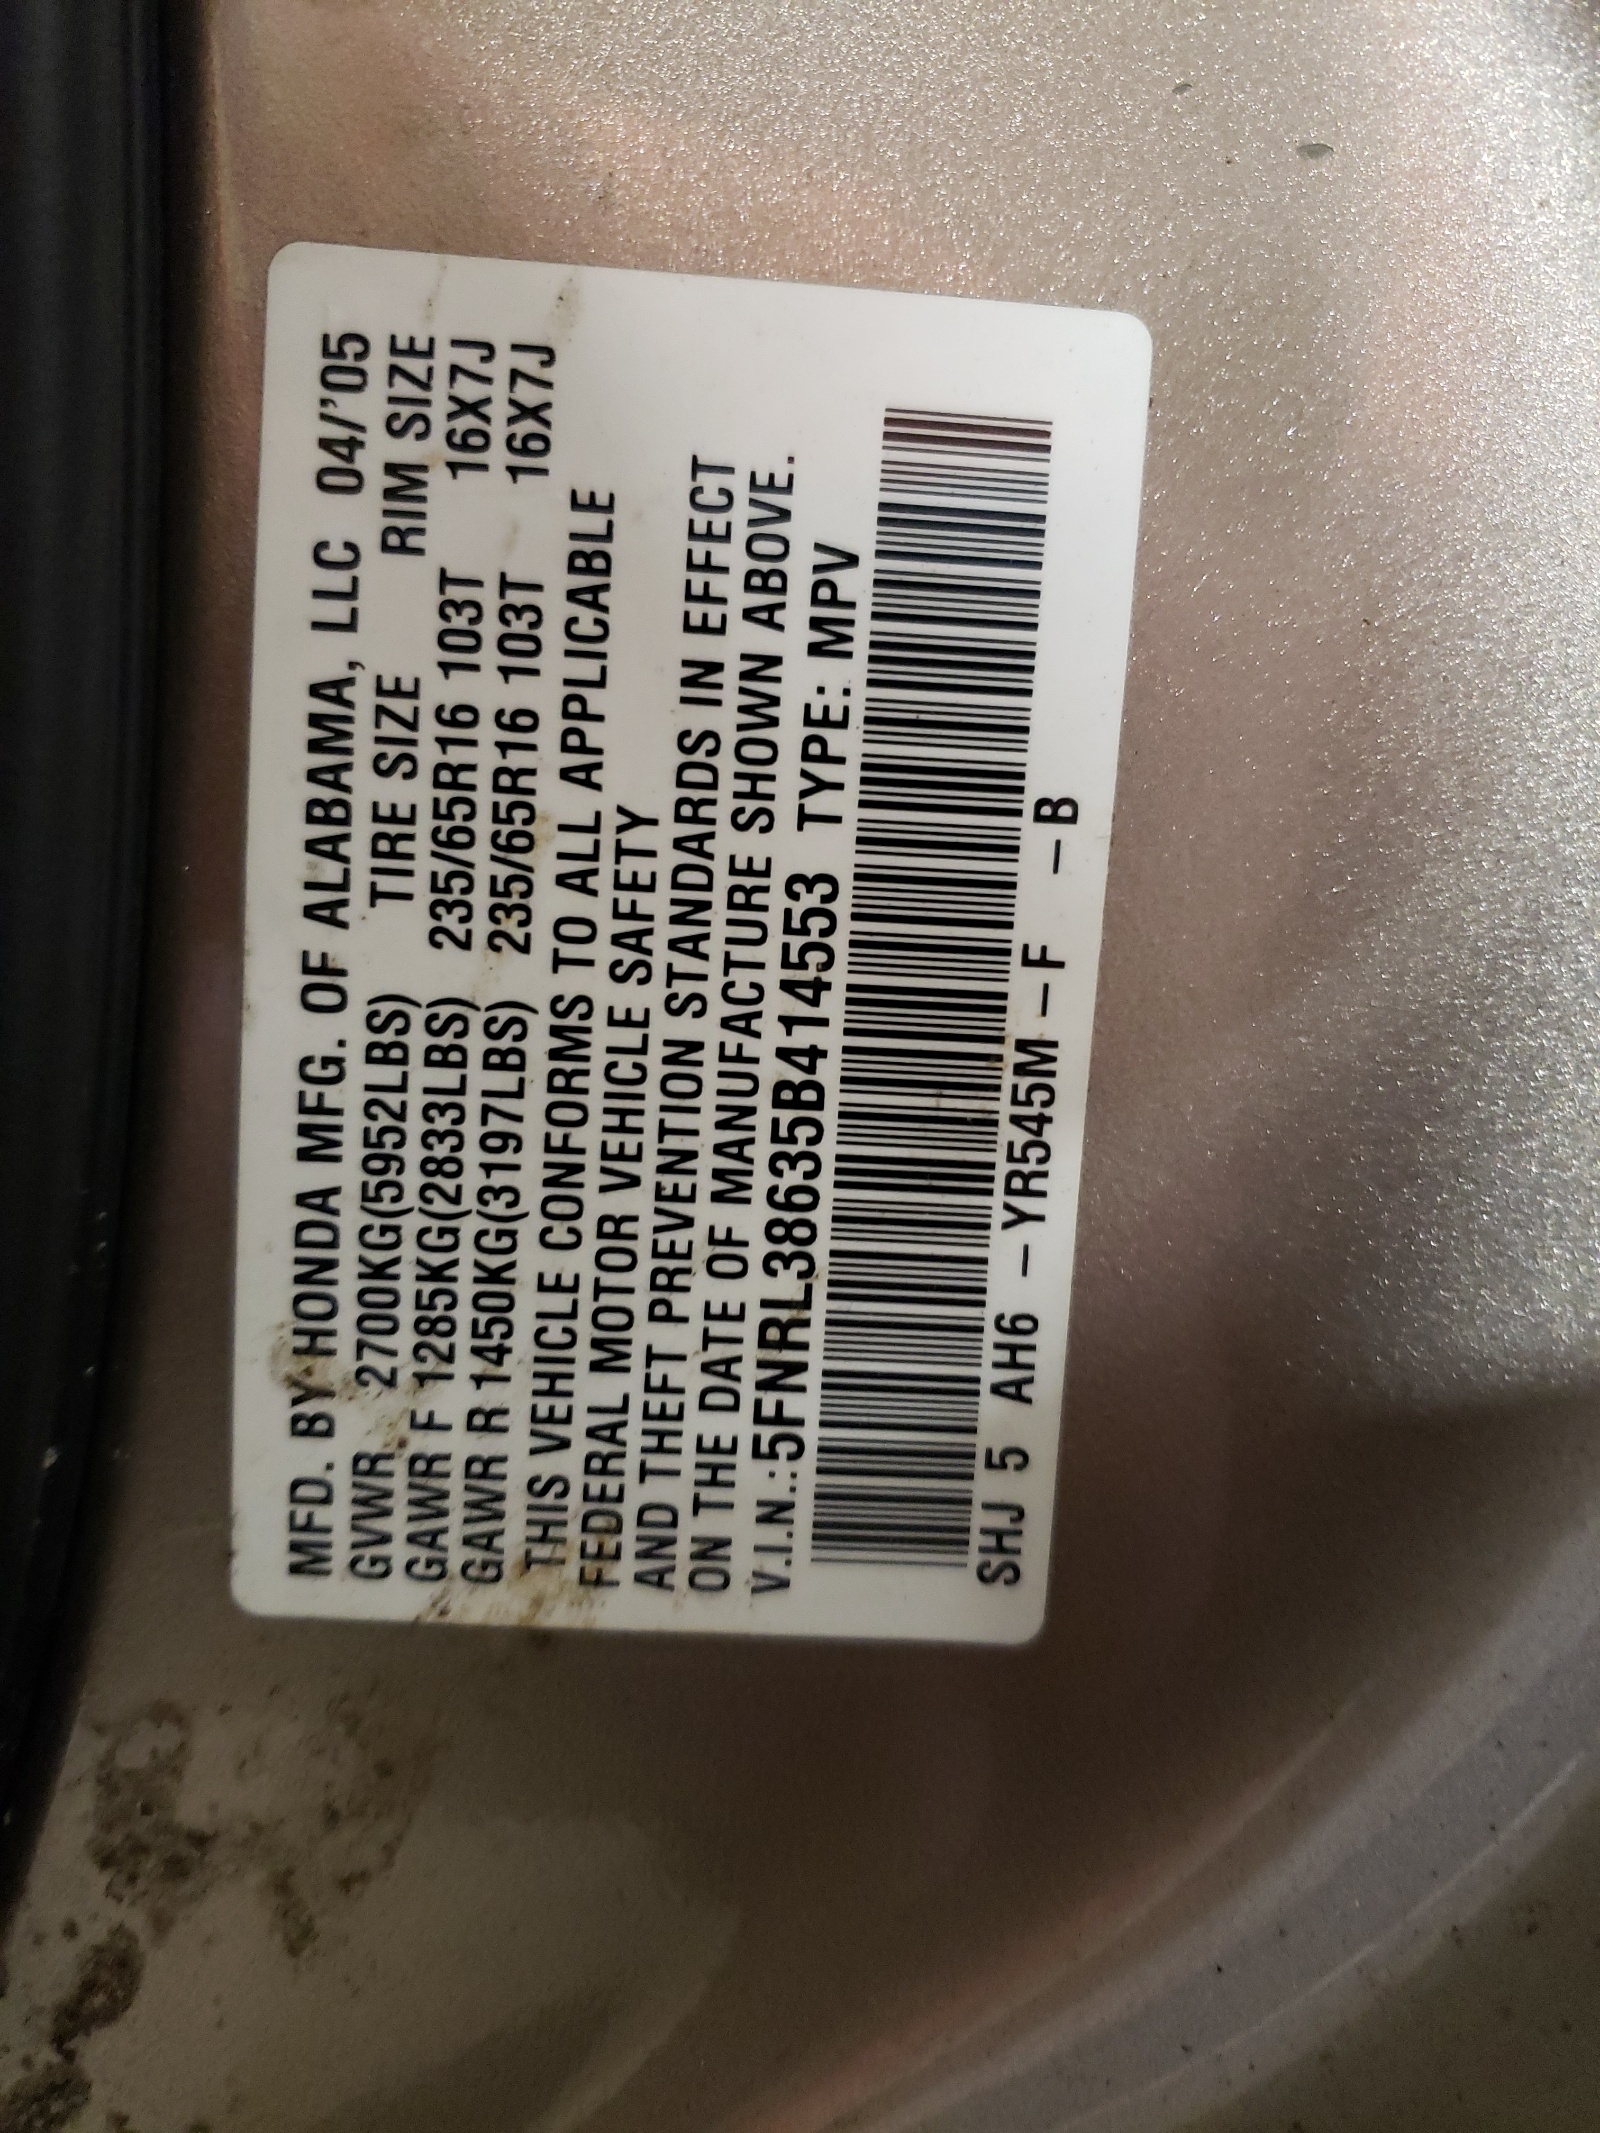 MFD. BY HONDA MFG. OF ALABAMA, LLC 04/'05
GVWR 2700KG(5952LBS) TIRE SIZE RIM SIZE
GAWR F 1285KG(2833LBS) 235/65R16 103T 16X7J
GAWR R 1450KG(3197LBS) 235/65R16 103T 16X7J
THIS VEHICLE CONFORMS TO ALL APPLICABLE
FEDERAL MOTOR VEHICLE SAFETY
AND THEFT PREVENTION STANDARDS IN EFFECT
ON THE DATE OF MANUFACTURE SHOWN ABOVE.
V.I.N.:5FNRL38635B414553 TYPE: MPV
SHJ 5 AH6 -YR545M-F -B